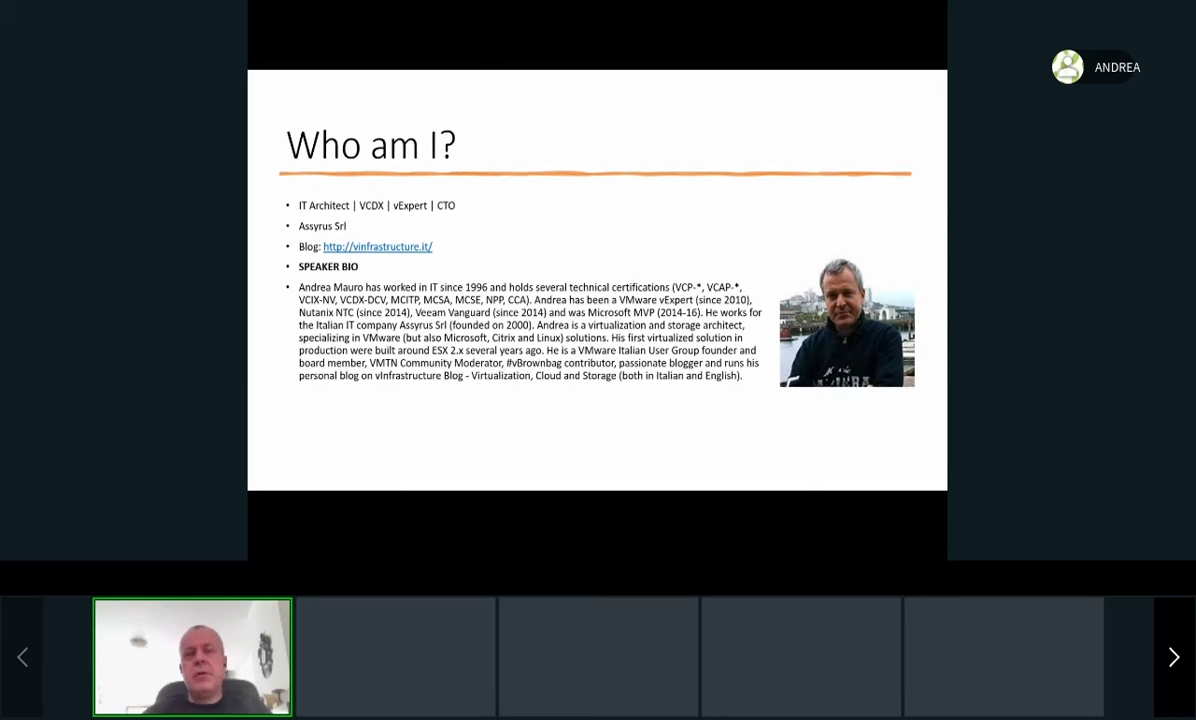 ANDREA
Who am I?
• IT Architect | VCDX | vExpert | CTO
• Assyrus Srl
• Blog: http://vinfrastructure.it/
• SPEAKER BIO
• Andrea Mauro has worked in IT since 1996 and holds several technical certifications (VCP-*, VCAP-*,
VCIX-NV, VCDX-DCV, MCITP, MCSA, MCSE, NPP, CCA). Andrea has been a VMware vExpert (since 2010),
Nutanix NTC (since 2014), Veeam Vanguard (since 2014) and was Microsoft MVP (2014-16). He works for
the Italian IT company Assyrus Srl (founded on 2000). Andrea is a virtualization and storage architect,
specializing in VMware (but also Microsoft, Citrix and Linux) solutions. His first virtualized solution in
production were built around ESX 2.x several years ago. He is a VMware Italian User Group founder and
board member, VMTN Community Moderator, #vBrownbag contributor, passionate blogger and runs his
personal blog on vInfrastructure Blog - Virtualization, Cloud and Storage (both in Italian and English).